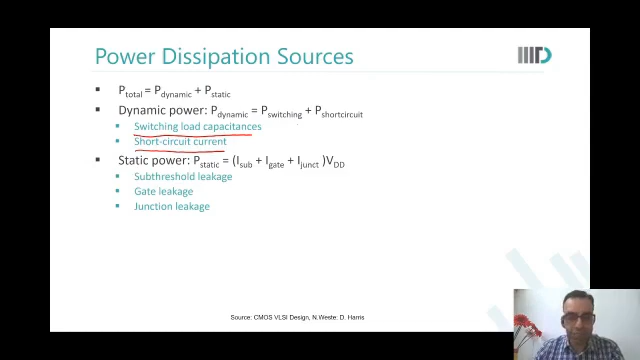 Power Dissipation Sources
P_total = P_dynamic + P_static
Dynamic power: P_dynamic = P_switching + P_shortcircuit
Switching load capacitances
Short-circuit current
Static power: P_static = (I_sub + I_gate + I_junct )V_DD
Subthreshold leakage
Gate leakage
Junction leakage
Source: CMOS VLSI Design, N.Weste: D. Harris